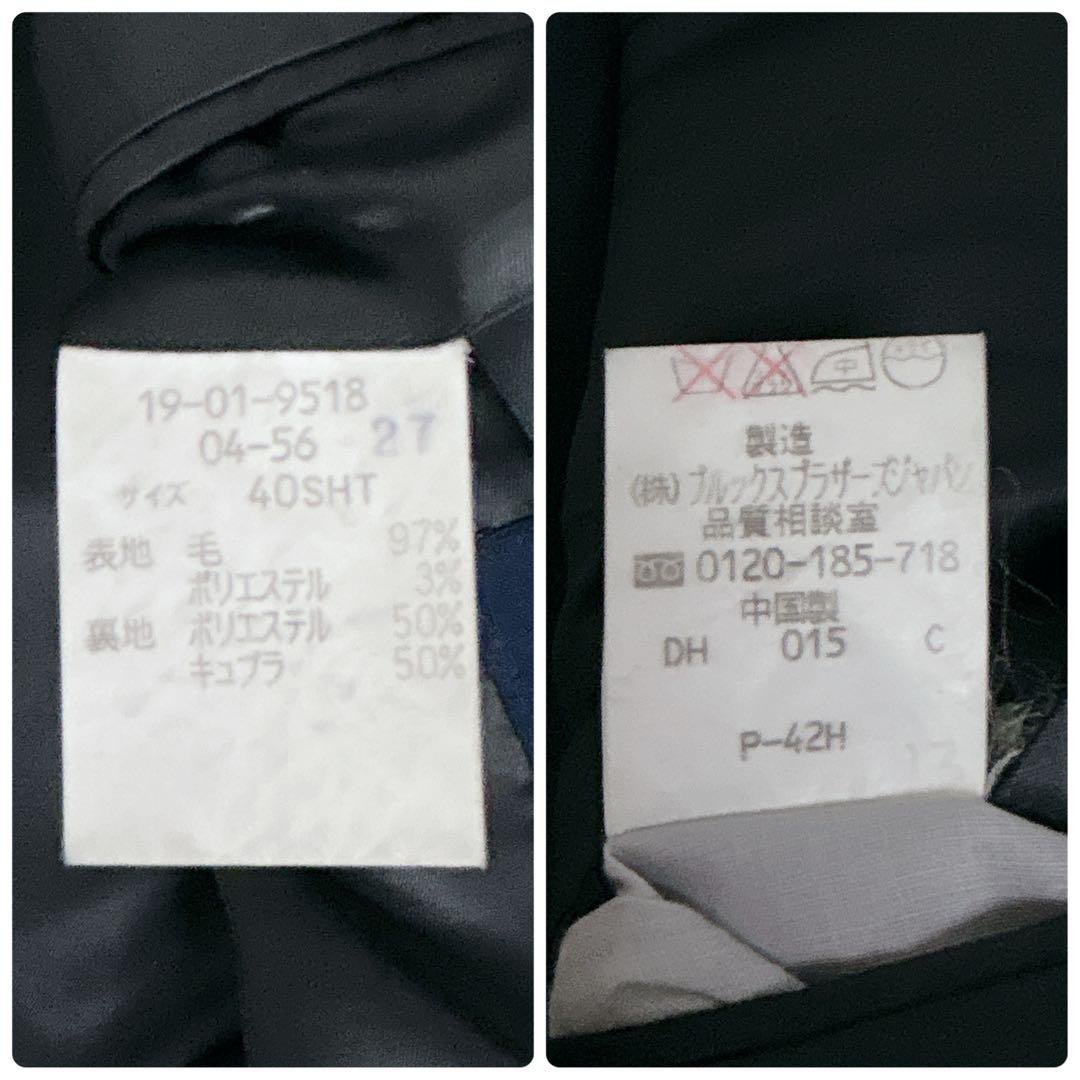 19-01-9518
04-56 27
サイズ 40SHT
表地 毛 97%
ポリエステル 3%
裏地 ポリエステル 50%
キュプラ 50%
中
製造
(株)ブルックスブラザーズジャパン
品質相談室
0120-185-718
中国製
DH 015 C
P-42H
13